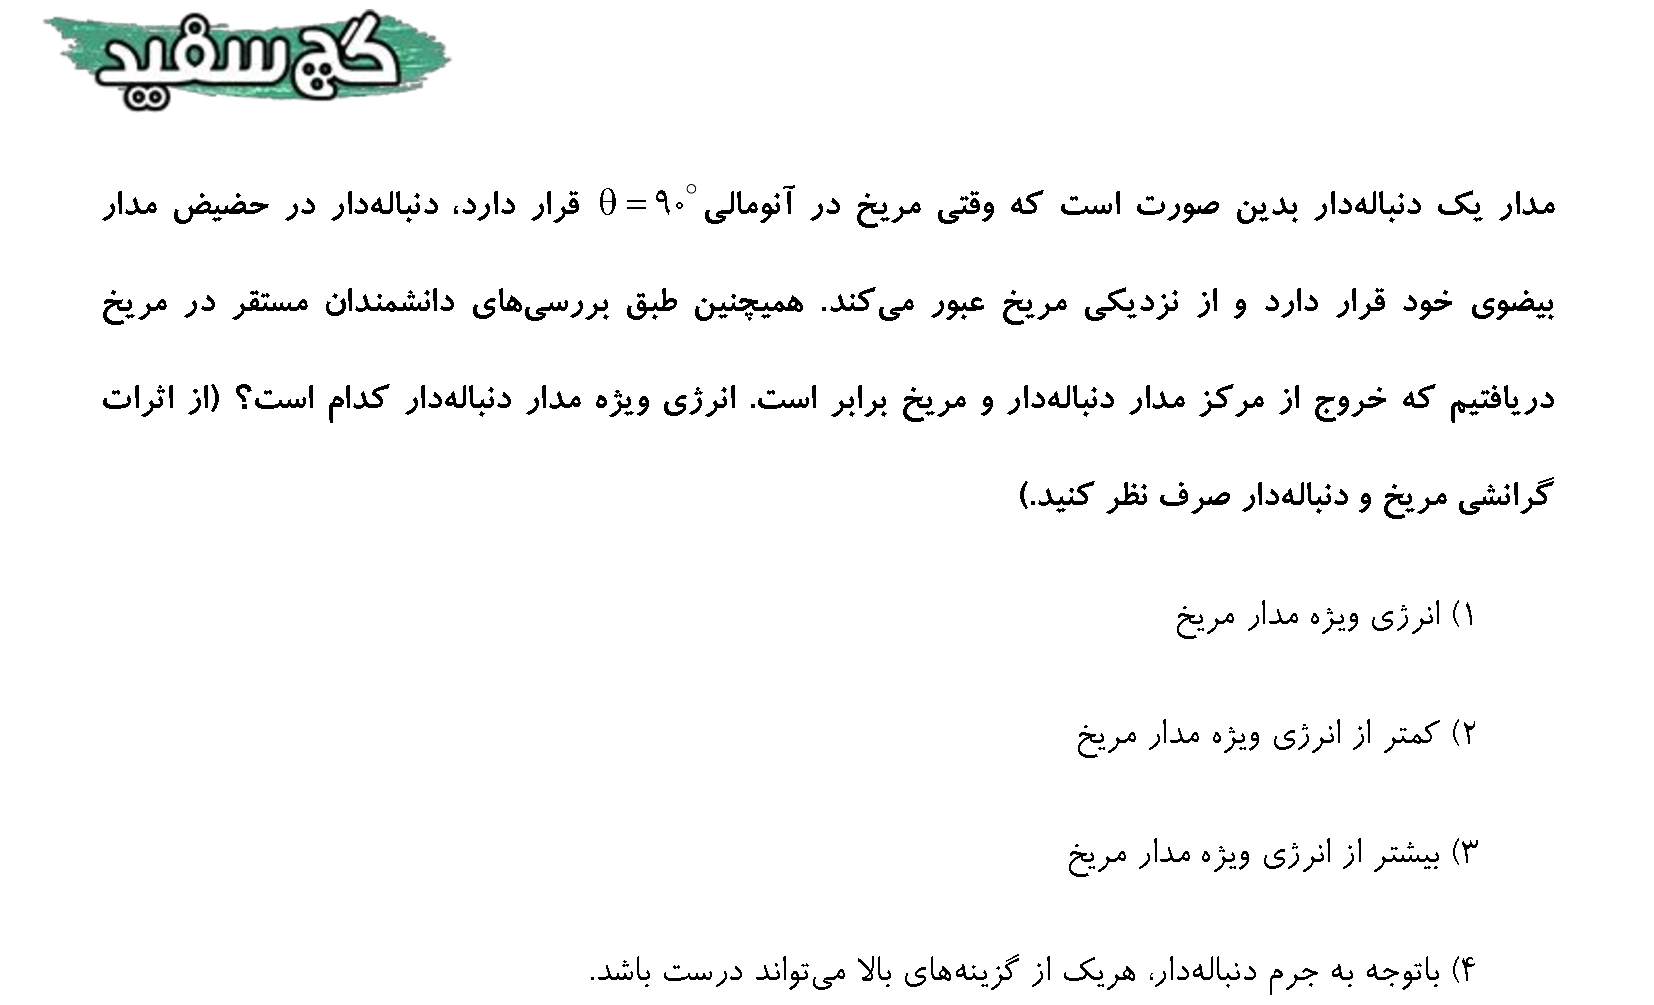 گچ سفید
مدار یک دنباله‌دار بدین صورت است که وقتی مریخ در آنومالی θ = ۹۰° قرار دارد، دنباله‌دار در حضیض مدار
بیضوی خود قرار دارد و از نزدیکی مریخ عبور می‌کند. همیچنین طبق بررسی‌های دانشمندان مستقر در مریخ
دریافتیم که خروج از مرکز مدار دنباله‌دار و مریخ برابر است. انرژی ویژه مدار دنباله‌دار کدام است؟ (از اثرات
گرانشی مریخ و دنباله‌دار صرف نظر کنید.)
۱) انرژی ویژه مدار مریخ
۲) کمتر از انرژی ویژه مدار مریخ
۳) بیشتر از انرژی ویژه مدار مریخ
۴) باتوجه به جرم دنباله‌دار، هریک از گزینه‌های بالا می‌تواند درست باشد.